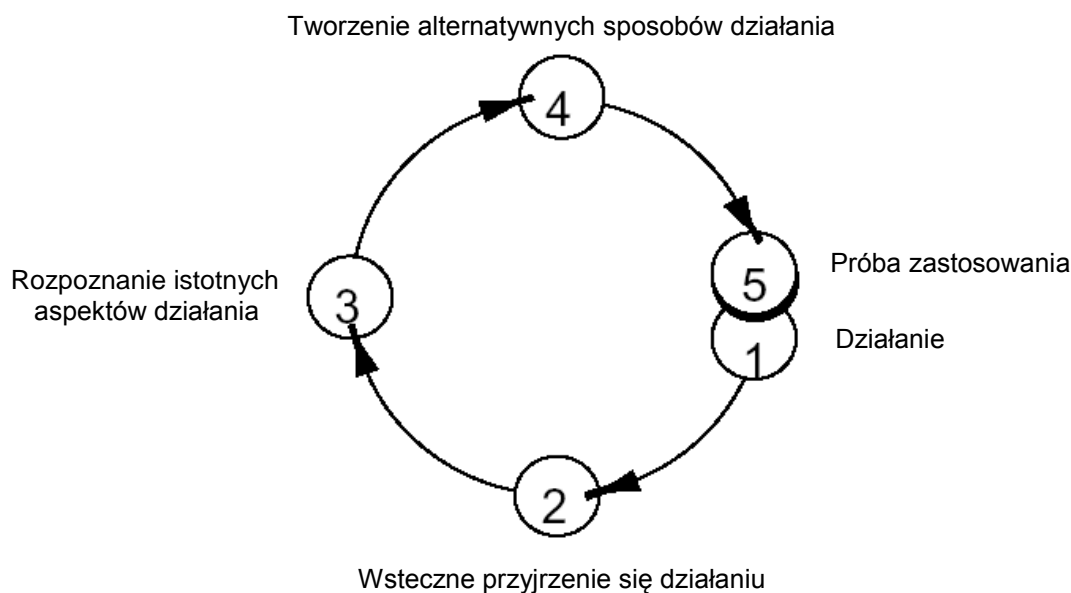 Tworzenie alternatywnych sposobów działania
4
Rozpoznanie istotnych
aspektów działania
3
5
Próba zastosowania
1
Działanie
2
Wsteczne przyjrzenie się działaniu